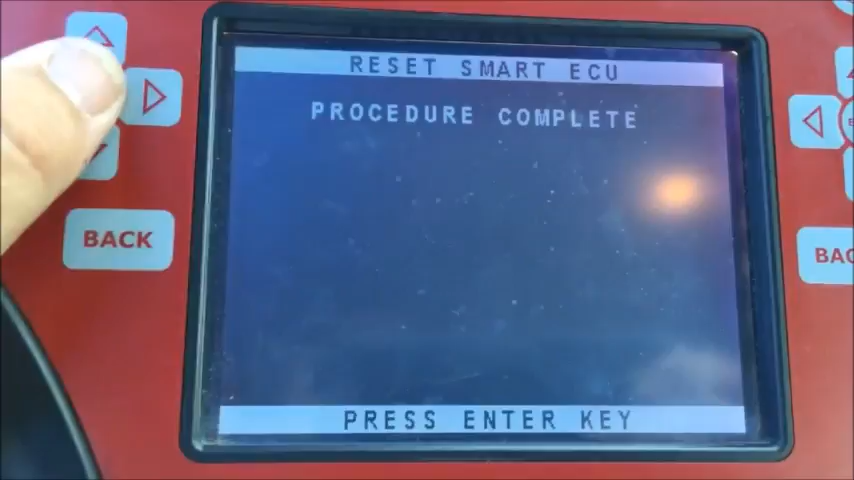 RESET SMART ECU
PROCEDURE COMPLETE
BACK
BAC
PRESS ENTER KEY